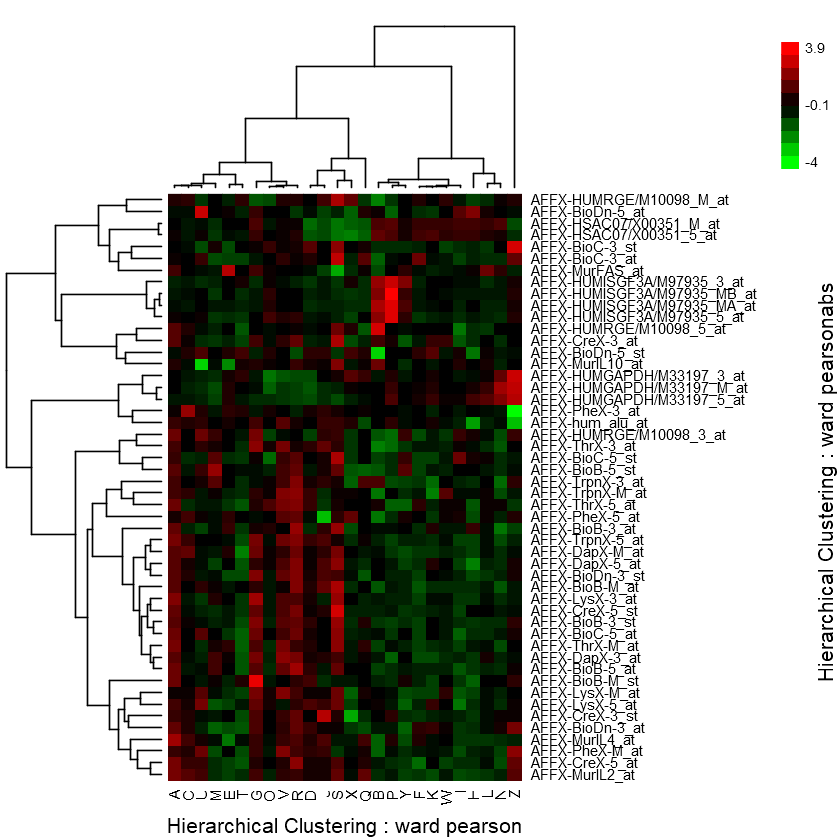 3.9
-0.1
-4
AFFX-HUMRGE/M10098_M_at
AFFX-BioDn-5_at
AFFX-HSAC07/X00351_M_at
AFFX-HSAC07/X00351_5_at
AFFX-BioC-3_st
AFFX-BioC-3_at
AFFX-MurFAS_at
AFFX-HUMISGF3A/M97935_3_at
AFFX-HUMISGF3A/M97935_MB_at
AFFX-HUMISGF3A/M97935_MA_at
AFFX-HUMISGF3A/M97935_5_at
AFFX-HUMRGE/M10098_5_at
AFFX-CreX-3_at
AFFX-BioDn-5_st
AFFX-MurIL10_at
AFFX-HUMGAPDH/M33197_3_at
AFFX-HUMGAPDH/M33197_M_at
AFFX-HUMGAPDH/M33197_5_at
AFFX-PheX-3_at
AFFX-hum_alu_at
AFFX-HUMRGE/M10098_3_at
AFFX-ThrX-3_at
AFFX-BioC-5_st
AFFX-BioB-5_st
AFFX-TrpnX-3_at
AFFX-TrpnX-M_at
AFFX-ThrX-5_at
AFFX-PheX-5_at
AFFX-BioB-3_at
AFFX-TrpnX-5_at
AFFX-DapX-M_at
AFFX-DapX-5_at
AFFX-BioDn-3_st
AFFX-BioB-M_at
AFFX-LysX-3_at
AFFX-CreX-5_st
AFFX-BioB-3_st
AFFX-BioC-5_at
AFFX-ThrX-M_at
AFFX-DapX-3_at
AFFX-BioB-5_at
AFFX-BioB-M_st
AFFX-LysX-M_at
AFFX-LysX-5_at
AFFX-CreX-3_st
AFFX-BioDn-3_at
AFFX-MurIL4_at
AFFX-PheX-M_at
AFFX-CreX-5_at
AFFX-MurIL2_at
Hierarchical Clustering : ward pearsonabs
Hierarchical Clustering : ward pearson